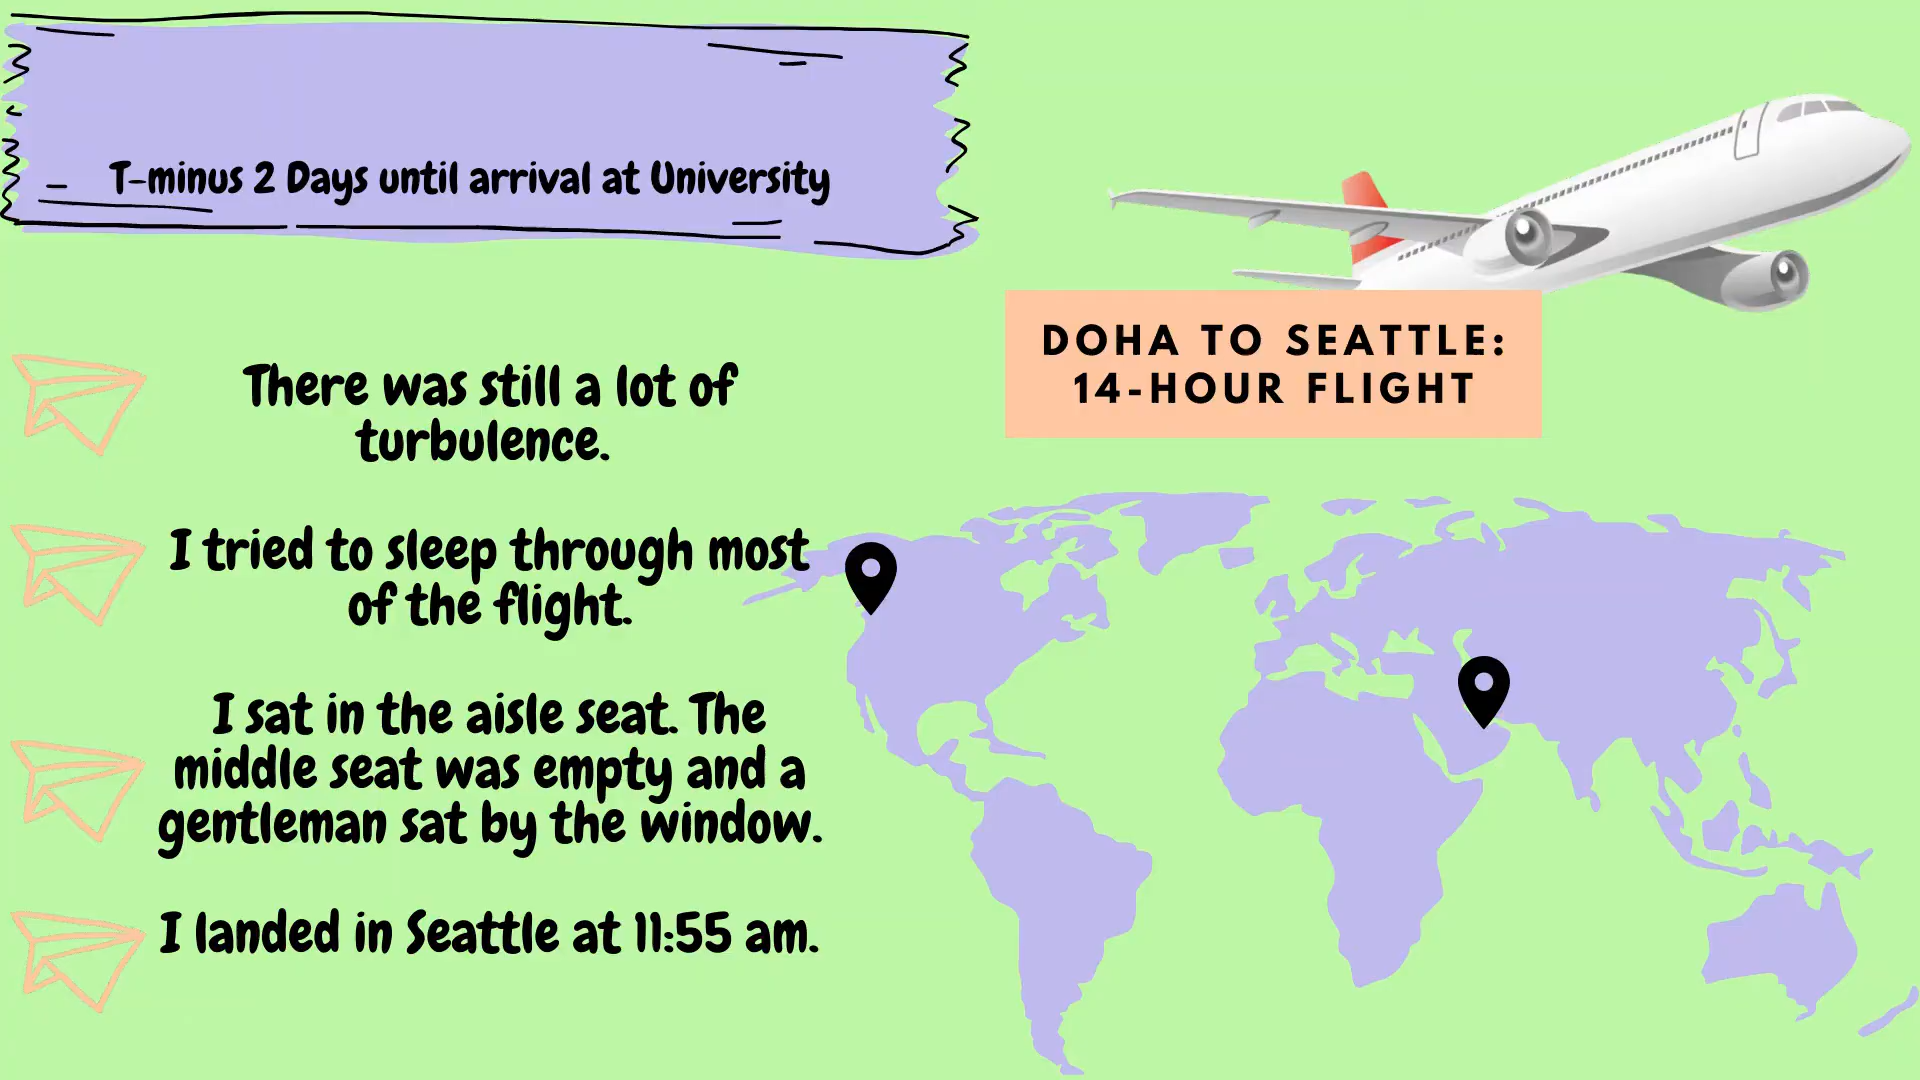 T-minus 2 Days until arrival at University
DOHA TO SEATTLE:
14-HOUR FLIGHT
There was still a lot of
turbulence.
I tried to sleep through most
of the flight.
I sat in the aisle seat. The
middle seat was empty and a
gentleman sat by the window.
I landed in Seattle at 11:55 am.